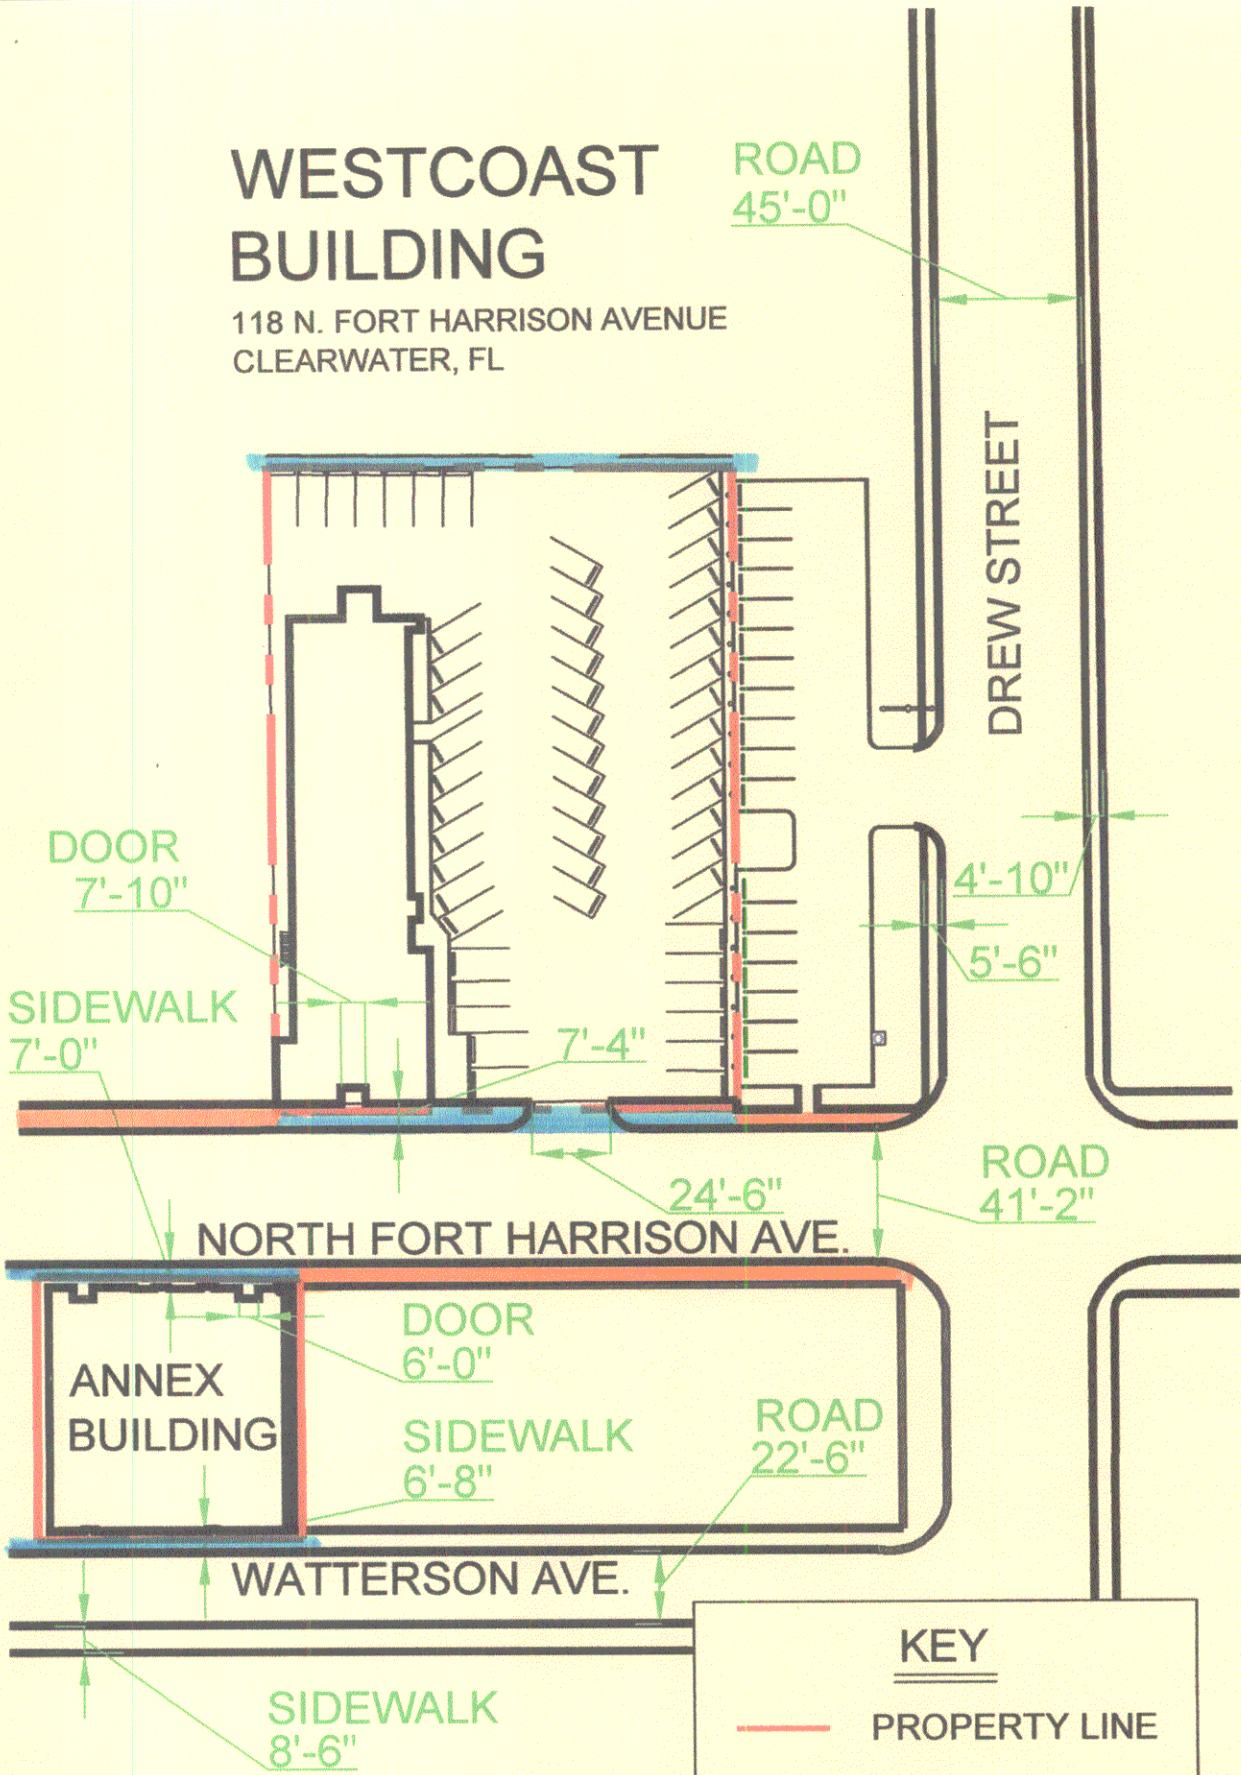 WESTCOAST
BUILDING
118 N. FORT HARRISON AVENUE
CLEARWATER, FL
ROAD
45'-0"
DREW STREET
DOOR
7'-10"
4'-10"
5'-6"
SIDEWALK
7'-0"
7'-4"
24'-6"
ROAD
41'-2"
NORTH FORT HARRISON AVE.
DOOR
6'-0"
ANNEX
BUILDING
SIDEWALK
6'-8"
ROAD
22'-6"
WATTERSON AVE.
SIDEWALK
8'-6"
KEY
PROPERTY LINE